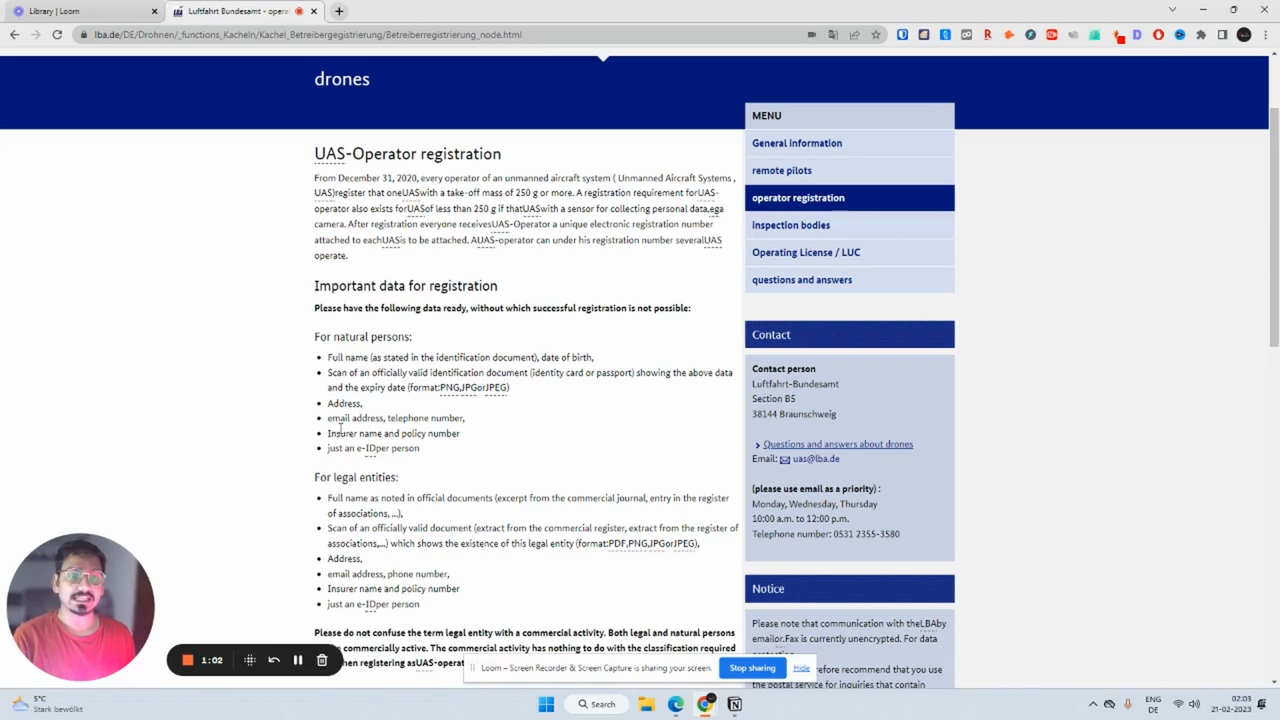 Library | Loom
Luftfahrt Bundesamt - opera
lba.de/DE/Drohnen/_functions_Kacheln/Kachel_Betreibergegistrierung/Betreiberregistrierung_node.html
drones
MENU
General information
remote pilots
operator registration
inspection bodies
Operating License / LUC
questions and answers
UAS-Operator registration
From December 31, 2020, every operator of an unmanned aircraft system ( Unmanned Aircraft Systems ,
UAS)register that oneUASwith a take-off mass of 250 g or more. A registration requirement forUAS-
operator also exists forUASof less than 250 g if thatUASwith a sensor for collecting personal data,ega
camera. After registration everyone receivesUAS-Operator a unique electronic registration number
attached to eachUASis to be attached. AUAS-operator can under his registration number severalUAS
operate.
Important data for registration
Please have the following data ready, without which successful registration is not possible:
For natural persons:
• Full name (as stated in the identification document), date of birth,
• Scan of an officially valid identification document (identity card or passport) showing the above data
and the expiry date (format:PNG,JPGorJPEG)
• Address,
• email address, telephone number,
• Insurer name and policy number
• just an e-IDper person
For legal entities:
• Full name as noted in official documents (excerpt from the commercial journal, entry in the register
of associations, ...),
• Scan of an officially valid document (extract from the commercial register, extract from the register of
associations,...) which shows the existence of this legal entity (format:PDF,PNG,JPGorJPEG),
• Address,
• email address, phone number,
• Insurer name and policy number
• just an e-IDper person
Please do not confuse the term legal entity with a commercial activity. Both legal and natural persons
commercially active. The commercial activity has nothing to do with the classification required
hen registering asUAS-operat
Contact
Contact person
Luftfahrt-Bundesamt
Section B5
38144 Braunschweig
Questions and answers about drones
Email: uas@lba.de
(please use email as a priority) :
Monday, Wednesday, Thursday
10:00 a.m. to 12:00 p.m.
Telephone number: 0531 2355-3580
Notice
Please note that communication with theLBAby
emailor.Fax is currently unencrypted. For data
refore recommend that you use
the postal service for inquiries that contain
1:02
Loom – Screen Recorder & Screen Capture is sharing your screen.
Stop sharing
Hide
5°C
Stark bewölkt
Search
ENG
DE
07:03
21-02-2023